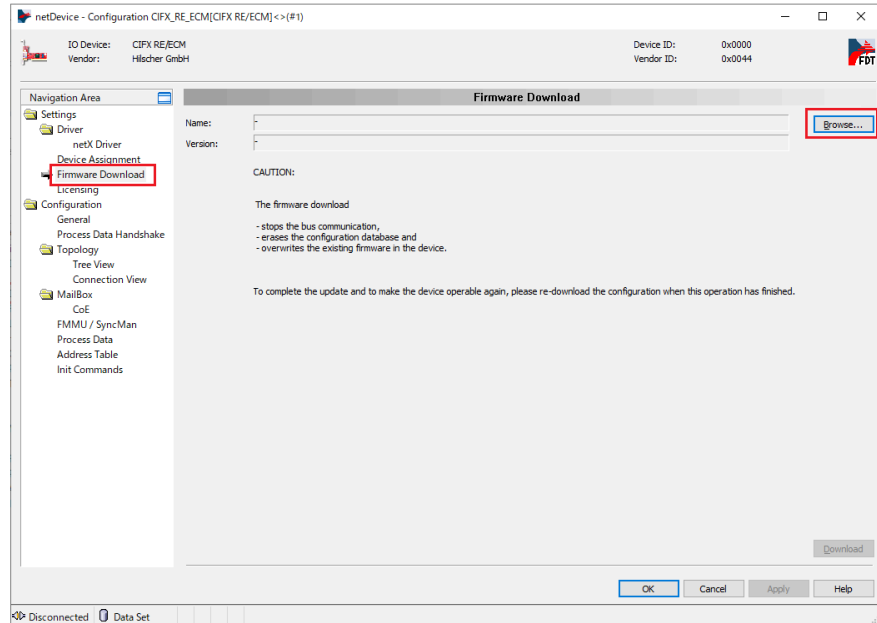 netDevice - Configuration CIFX_RE_ECM[CIFX RE/ECM]<>(#1)
IO Device: CIFX RE/ECM Device ID: 0x0000
Vendor: Hilscher GmbH Vendor ID: 0x0044
FDT
Navigation Area
Settings
Driver
netX Driver
Device Assignment
Firmware Download
Licensing
Configuration
General
Process Data Handshake
Topology
Tree View
Connection View
MailBox
CoE
FMMU / SyncMan
Process Data
Address Table
Init Commands
Firmware Download
Name: - Browse...
Version: -
CAUTION:
The firmware download
- stops the bus communication,
- erases the configuration database and
- overwrites the existing firmware in the device.
To complete the update and to make the device operable again, please re-download the configuration when this operation has finished.
Download
OK Cancel Apply Help
Disconnected Data Set